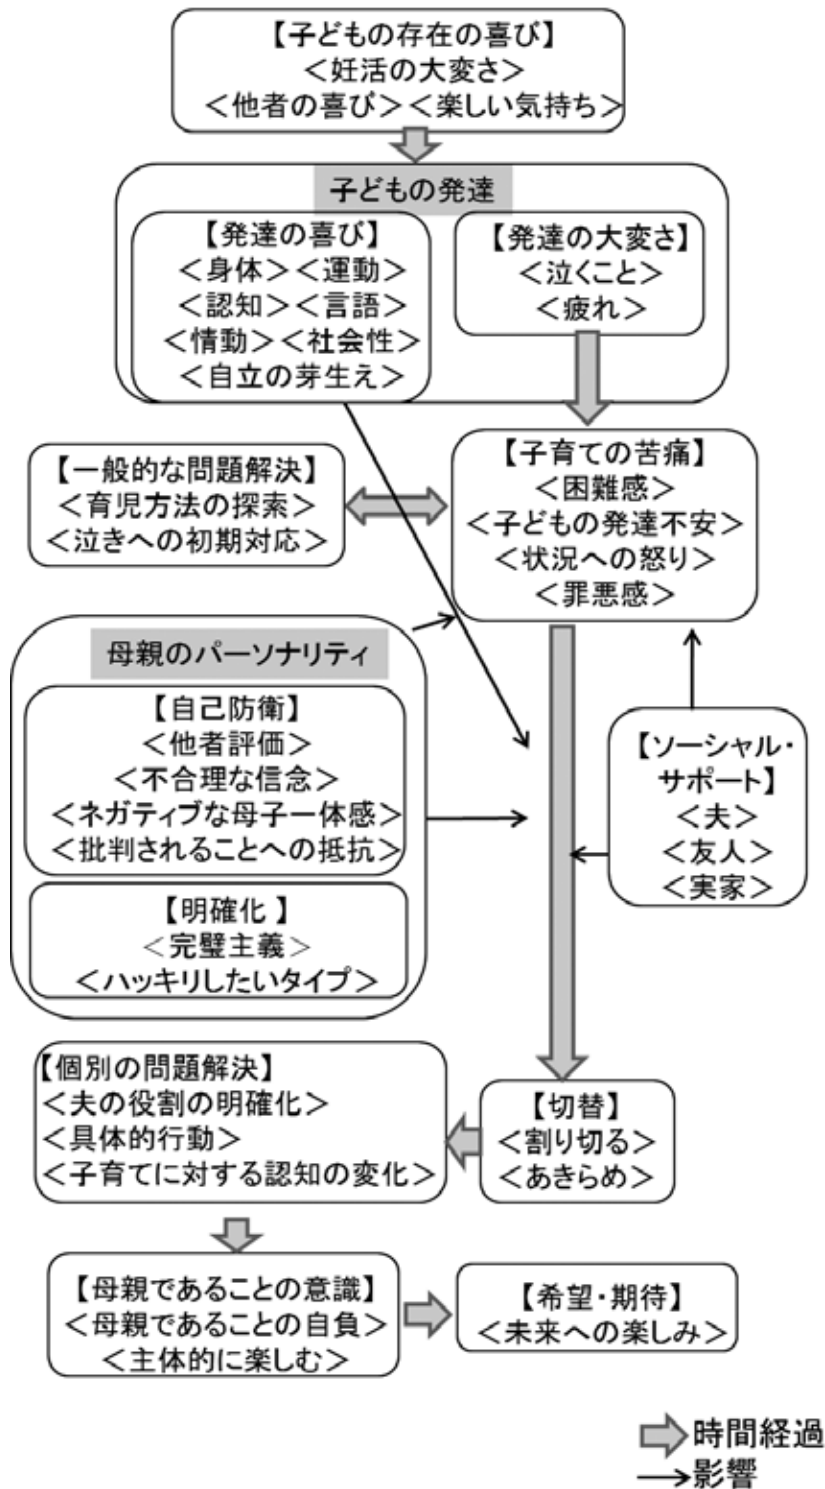 【子どもの存在の喜び】
<妊活の大変さ>
<他者の喜び><楽しい気持ち>
子どもの発達
【発達の喜び】
<身体><運動>
<認知><言語>
<情動><社会性>
<自立の芽生え>
【発達の大変さ】
<泣くこと>
<疲れ>
【一般的な問題解決】
<育児方法の探索>
<泣きへの初期対応>
【子育ての苦痛】
<困難感>
<子どもの発達不安>
<状況への怒り>
<罪悪感>
母親のパーソナリティ
【自己防衛】
<他者評価>
<不合理な信念>
<ネガティブな母子一体感>
<批判されることへの抵抗>
【明確化 】
<完璧主義>
<ハッキリしたいタイプ>
【ソーシャル・
サポート】
<夫>
<友人>
<実家>
【個別の問題解決】
<夫の役割の明確化>
<具体的行動>
<子育てに対する認知の変化>
【切替】
<割り切る>
<あきらめ>
【母親であることの意識】
<母親であることの自負>
<主体的に楽しむ>
【希望・期待】
<未来への楽しみ>
時間経過
影響